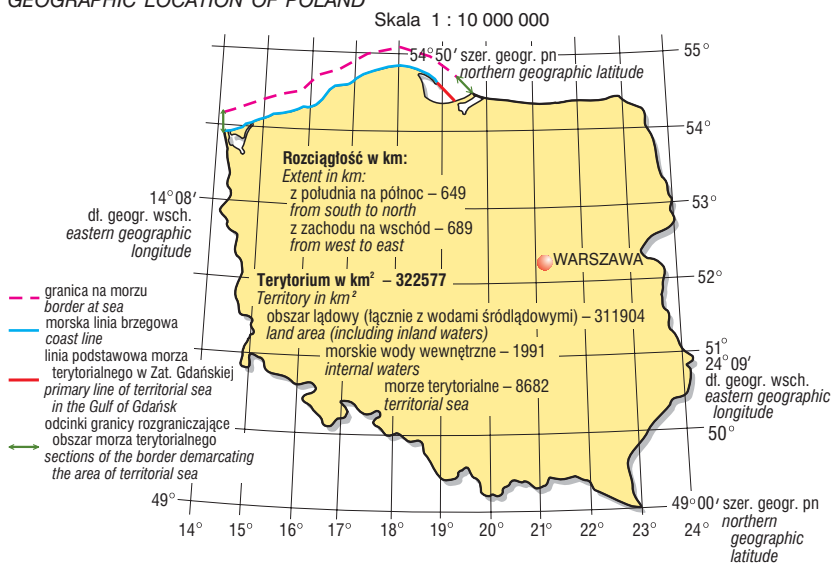 GEOGRAPHIC LOCATION OF POLAND
Skala 1 : 10 000 000
54°50′ szer. geogr. pn
northern geographic latitude
55°
54°
53°
52°
51°
50°
Rozciągłość w km:
Extent in km:
z południa na północ – 649
from south to north
z zachodu na wschód – 689
from west to east
14°08′
dł. geogr. wsch.
eastern geographic
longitude
WARSZAWA
Terytorium w km² – 322577
Territory in km²
obszar lądowy (łącznie z wodami śródlądowymi) – 311904
land area (including inland waters)
morskie wody wewnętrzne – 1991
internal waters
morze terytorialne – 8682
territorial sea
granica na morzu
border at sea
morska linia brzegowa
coast line
linia podstawowa morza
terytorialnego w Zat. Gdańskiej
primary line of territorial sea
in the Gulf of Gdańsk
odcinki granicy rozgraniczające
obszar morza terytorialnego
sections of the border demarcating
the area of territorial sea
24°09′
dł. geogr. wsch.
eastern geographic
longitude
49°
49°00′ szer. geogr. pn
northern
geographic
latitude
14° 15° 16° 17° 18° 19° 20° 21° 22° 23° 24°